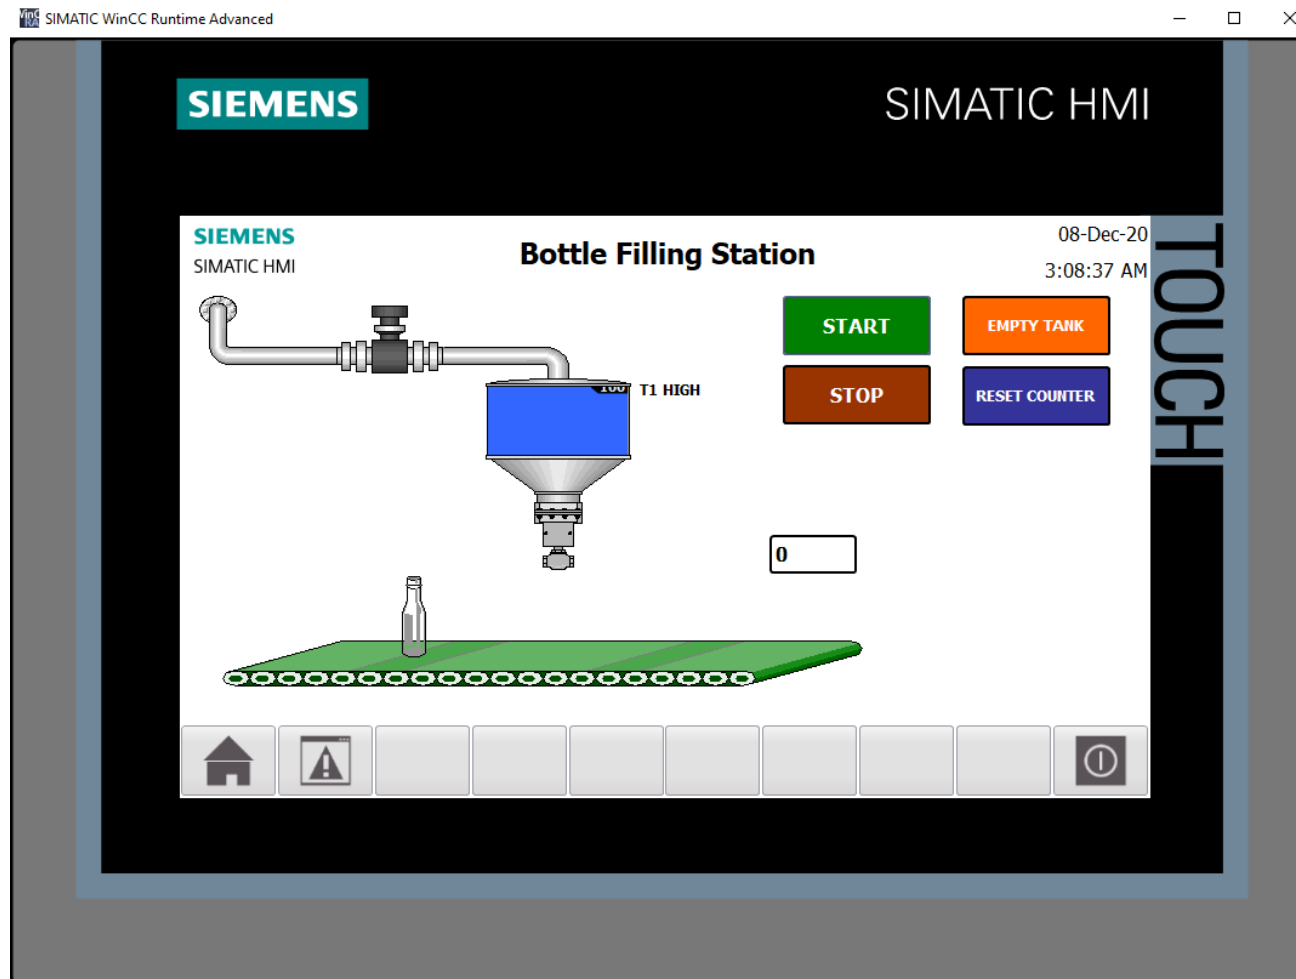 SIMATIC WinCC Runtime Advanced
SIEMENS
SIMATIC HMI
TOUCH
SIEMENS
SIMATIC HMI
Bottle Filling Station
08-Dec-20
3:08:37 AM
START
EMPTY TANK
STOP
RESET COUNTER
100
T1 HIGH
0